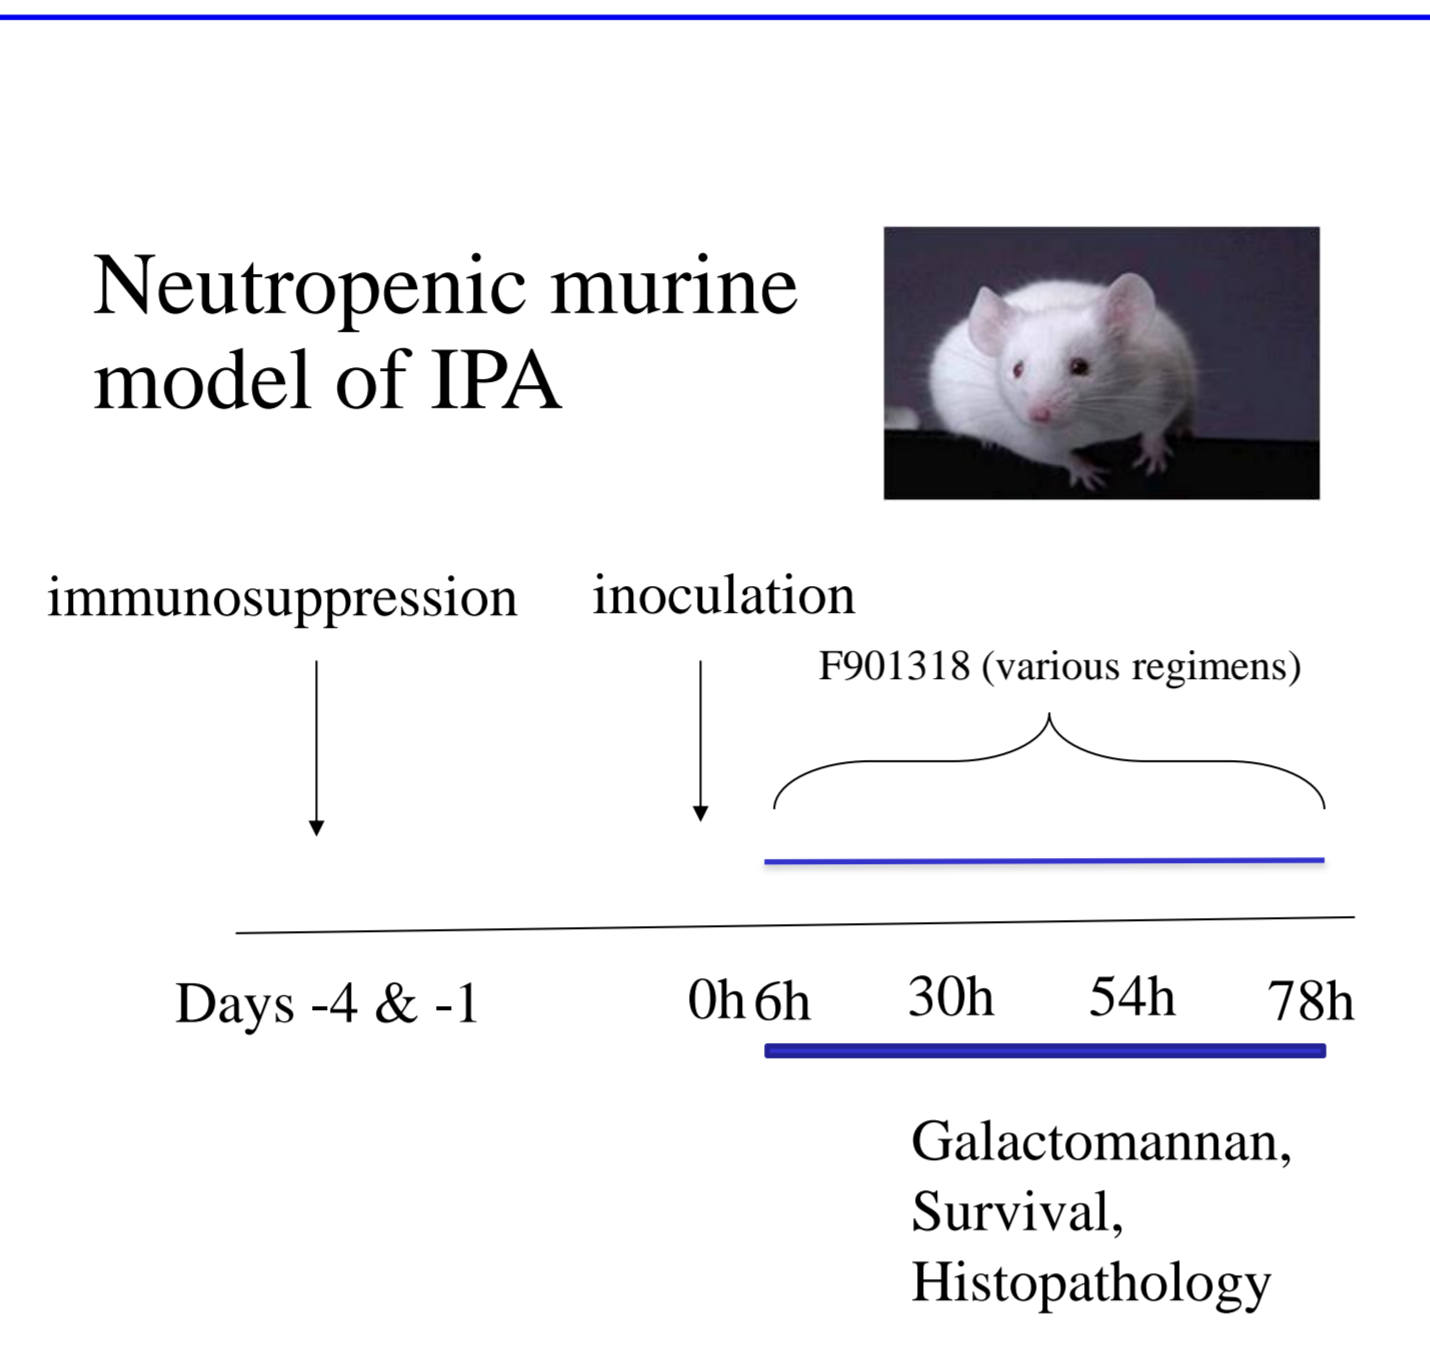 Neutropenic murine
model of IPA
immunosuppression
inoculation
F901318 (various regimens)
Days -4 & -1
0h 6h 30h 54h 78h
Galactomannan,
Survival,
Histopathology